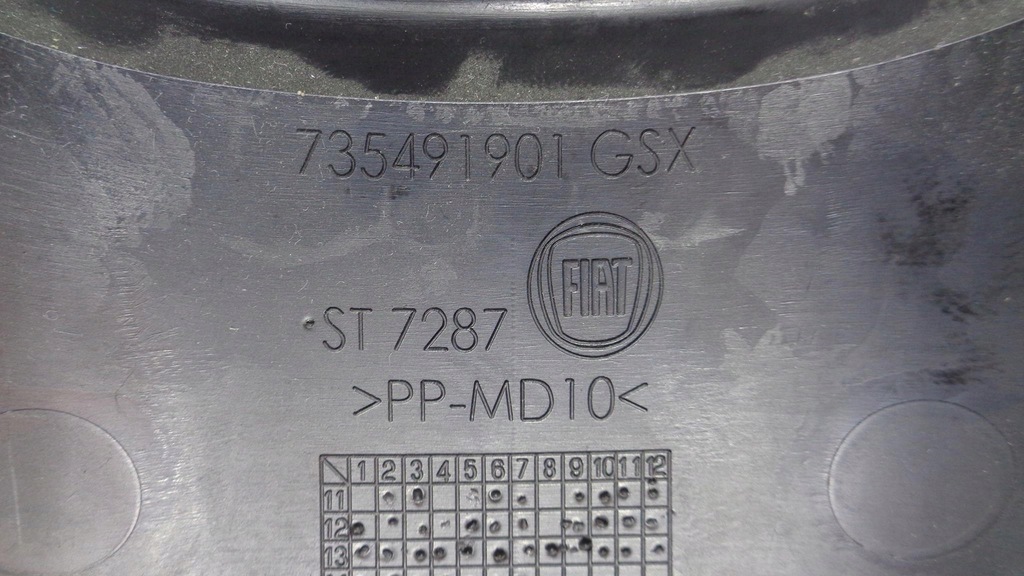 735491901 GSX
FIAT
ST 7287
>PP-MD10<
1 2 3 4 5 6 7 8 9 10 11 12
11
12
13